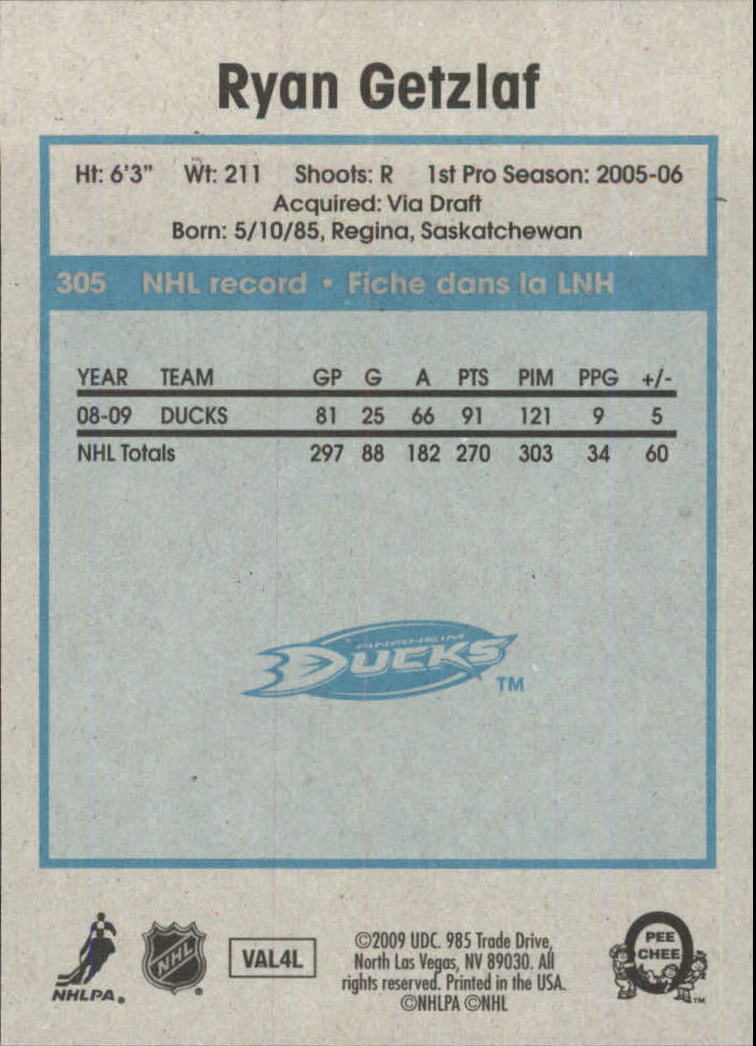 Ryan Getzlaf
Ht: 6'3" Wt: 211 Shoots: R 1st Pro Season: 2005-06
Acquired: Via Draft
Born: 5/10/85, Regina, Saskatchewan
305 NHL record • Fiche dans la LNH
YEAR TEAM GP G A PTS PIM PPG +/-
08-09 DUCKS 81 25 66 91 121 9 5
NHL Totals 297 88 182 270 303 34 60
ANAHEIM
DUCKS TM
NHLPA®
NHL®
VAL4L
©2009 UDC. 985 Trade Drive,
North Las Vegas, NV 89030. All
rights reserved. Printed in the USA.
©NHLPA ©NHL
PEE
CHEE
TM